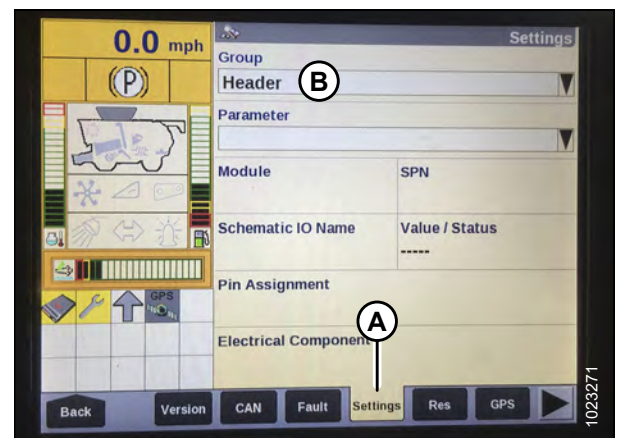 0.0 mph
Settings
Group
Header
B
(P)
Parameter
Module
SPN
Schematic IO Name
Value / Status
-----
Pin Assignment
GPS
A
Electrical Component
Back
Version
CAN
Fault
Settings
Res
GPS
1023271